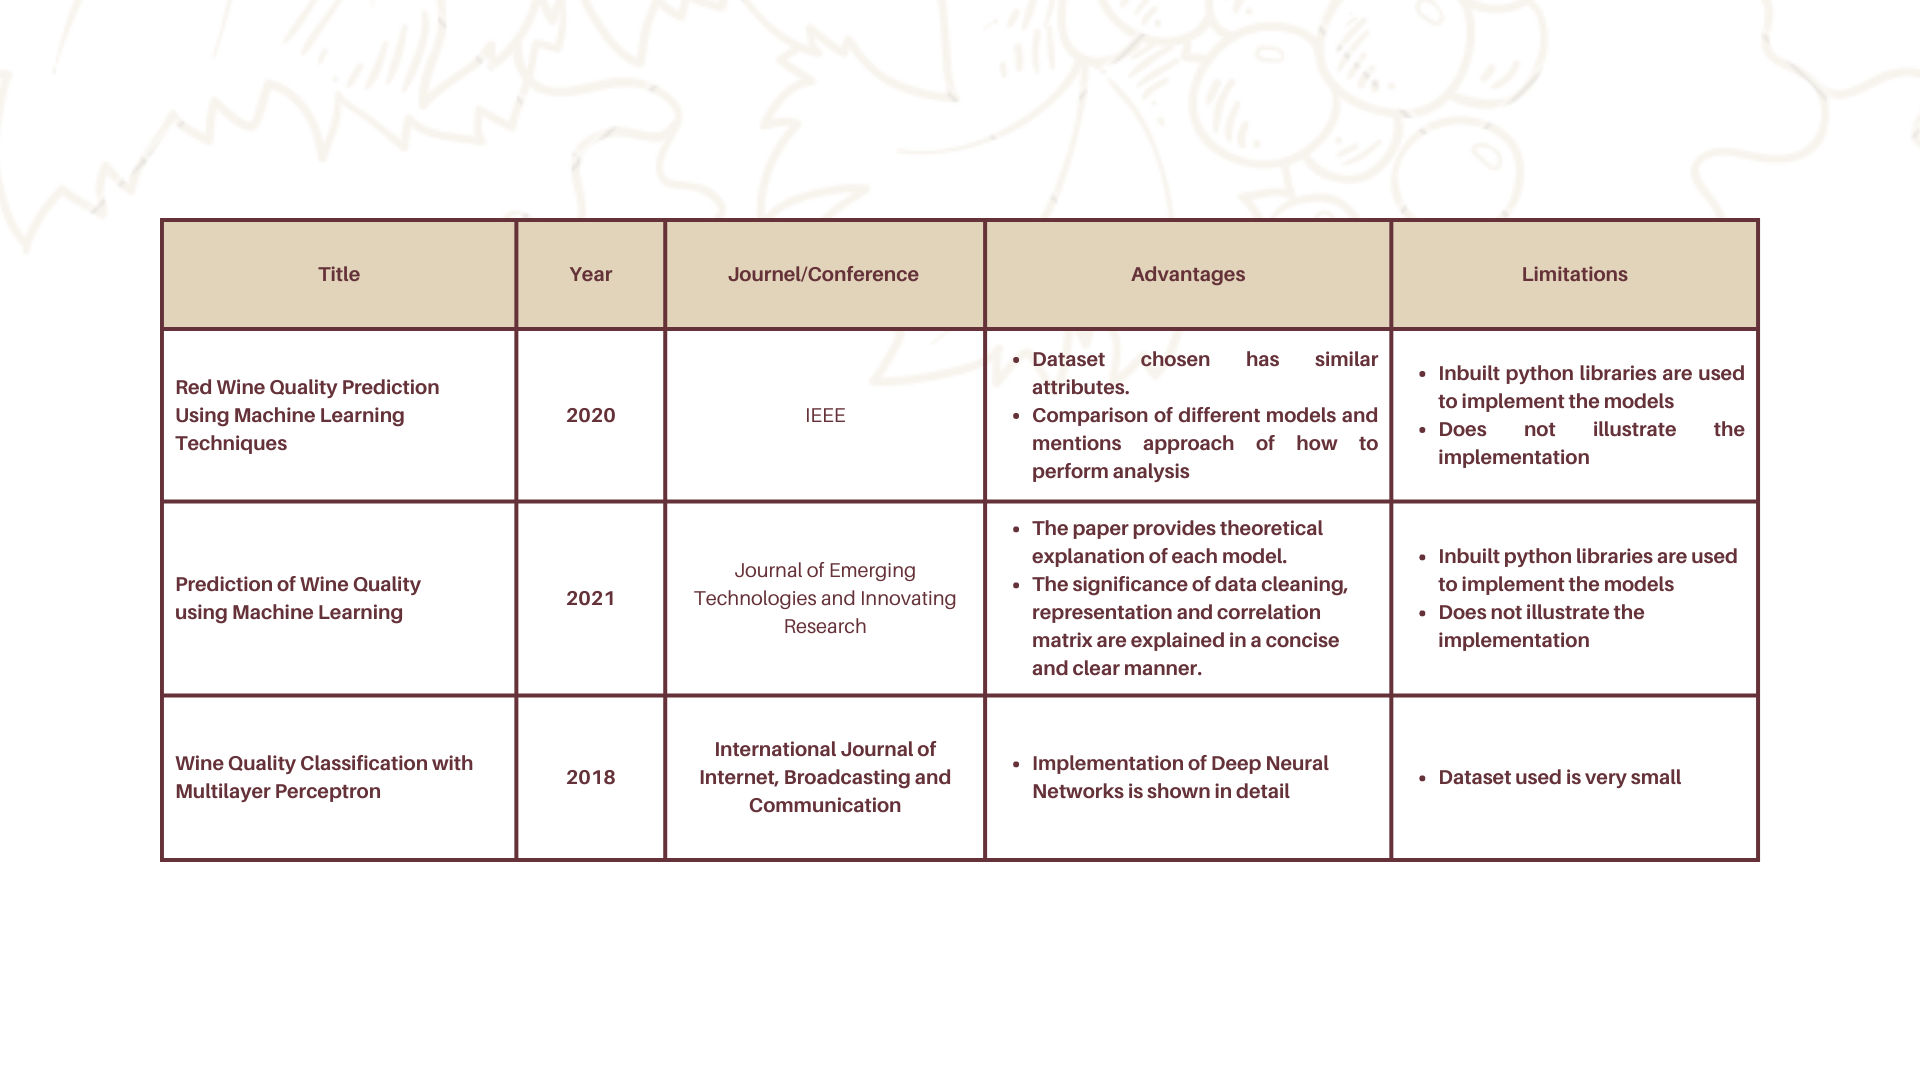 Title
Year
Journel/Conference
Advantages
Limitations
Red Wine Quality Prediction
Using Machine Learning
Techniques
2020
IEEE
• Dataset chosen has similar
attributes.
• Comparison of different models and
mentions approach of how to
perform analysis
• Inbuilt python libraries are used
to implement the models
• Does not illustrate the
implementation
Prediction of Wine Quality
using Machine Learning
2021
Journal of Emerging
Technologies and Innovating
Research
• The paper provides theoretical
explanation of each model.
• The significance of data cleaning,
representation and correlation
matrix are explained in a concise
and clear manner.
• Inbuilt python libraries are used
to implement the models
• Does not illustrate the
implementation
Wine Quality Classification with
Multilayer Perceptron
2018
International Journal of
Internet, Broadcasting and
Communication
• Implementation of Deep Neural
Networks is shown in detail
• Dataset used is very small